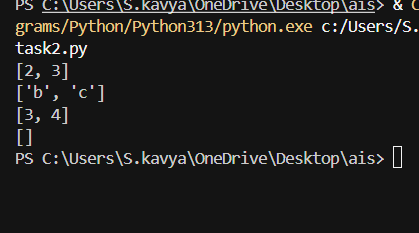 PS C:\Users\S.kavya\OneDrive\Desktop\ais> & C
grams/Python/Python313/python.exe c:/Users/S.
task2.py
[2, 3]
['b', 'c']
[3, 4]
[]
PS C:\Users\S.kavya\OneDrive\Desktop\ais>